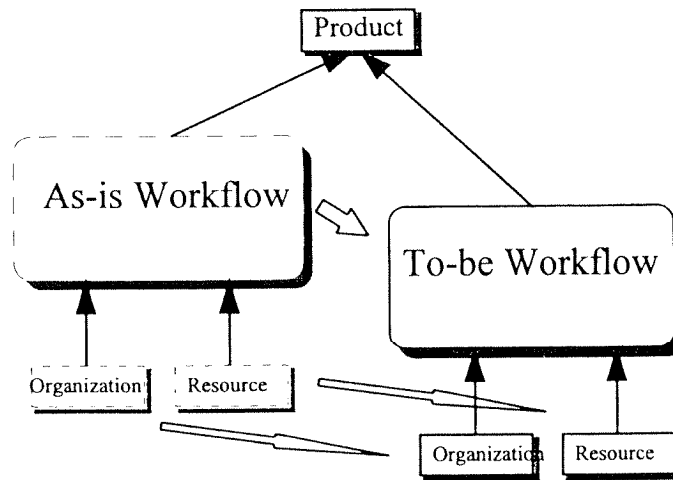 Product
As-is Workflow
To-be Workflow
Organization
Resource
Organization
Resource